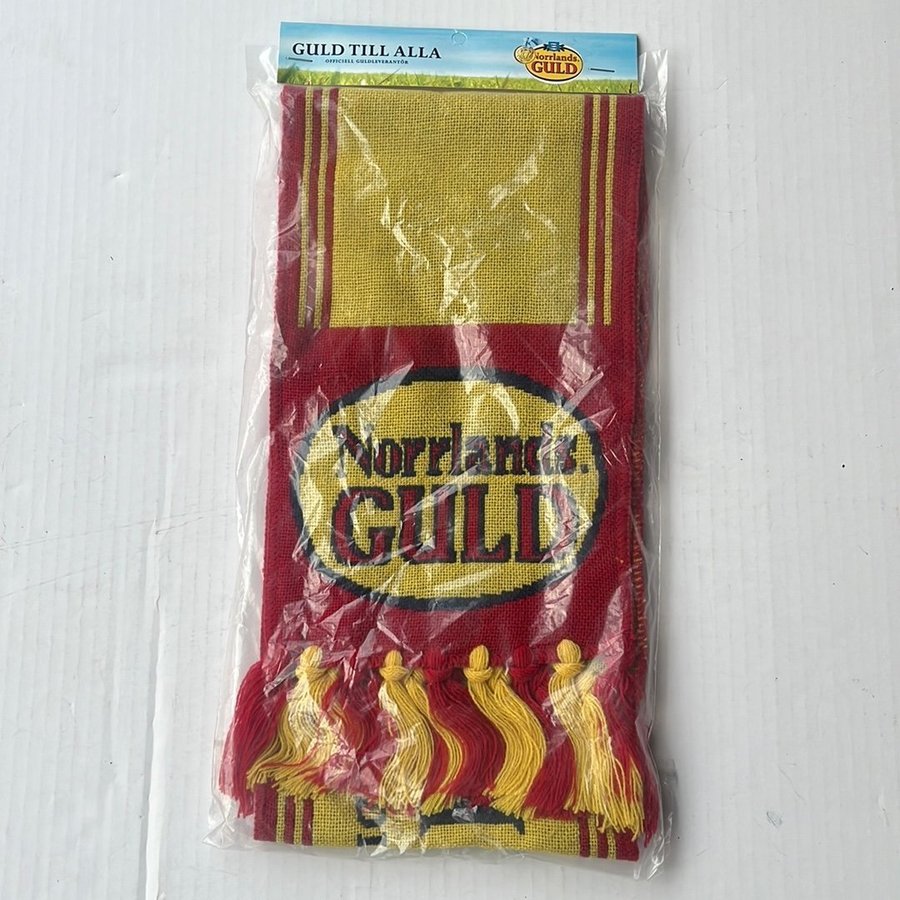 GULD TILL ALLA
OFFICIELL GULDLEVERANTÖR
Norrlands.
GULD
Norrlands.
GULD